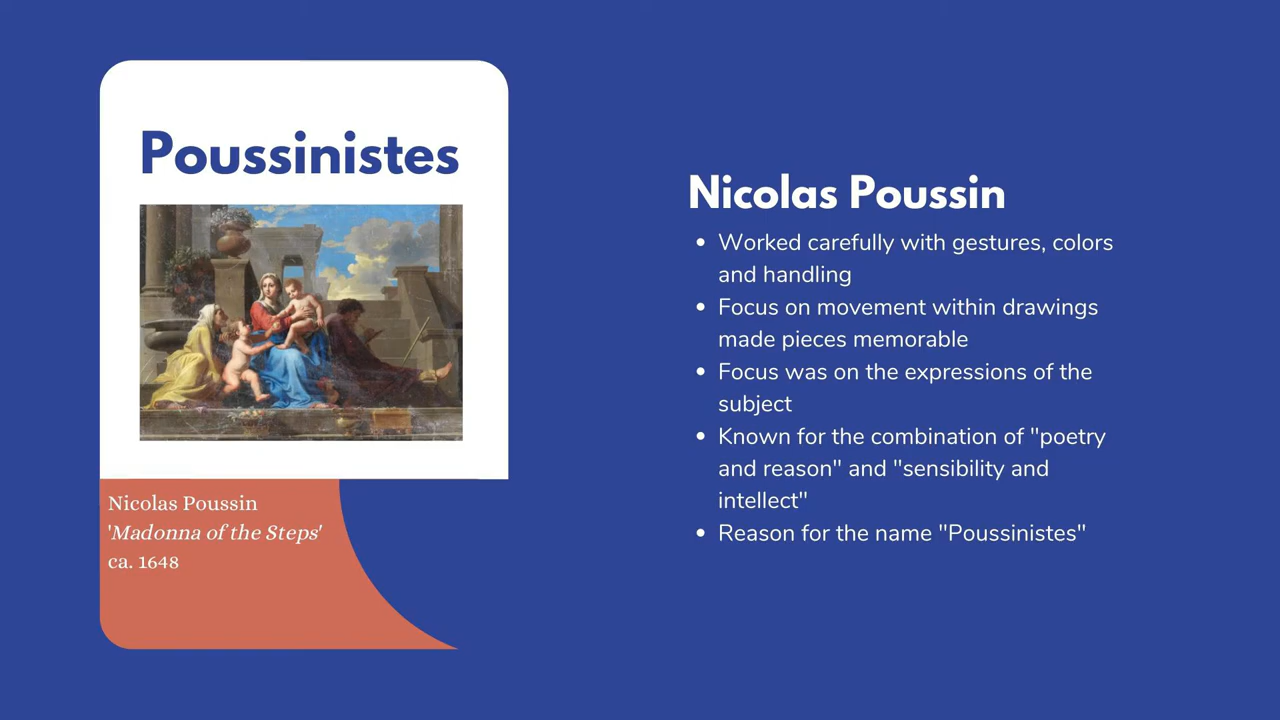 Poussinistes
Nicolas Poussin
'Madonna of the Steps'
ca. 1648
Nicolas Poussin
• Worked carefully with gestures, colors
and handling
• Focus on movement within drawings
made pieces memorable
• Focus was on the expressions of the
subject
• Known for the combination of "poetry
and reason" and "sensibility and
intellect"
• Reason for the name "Poussinistes"